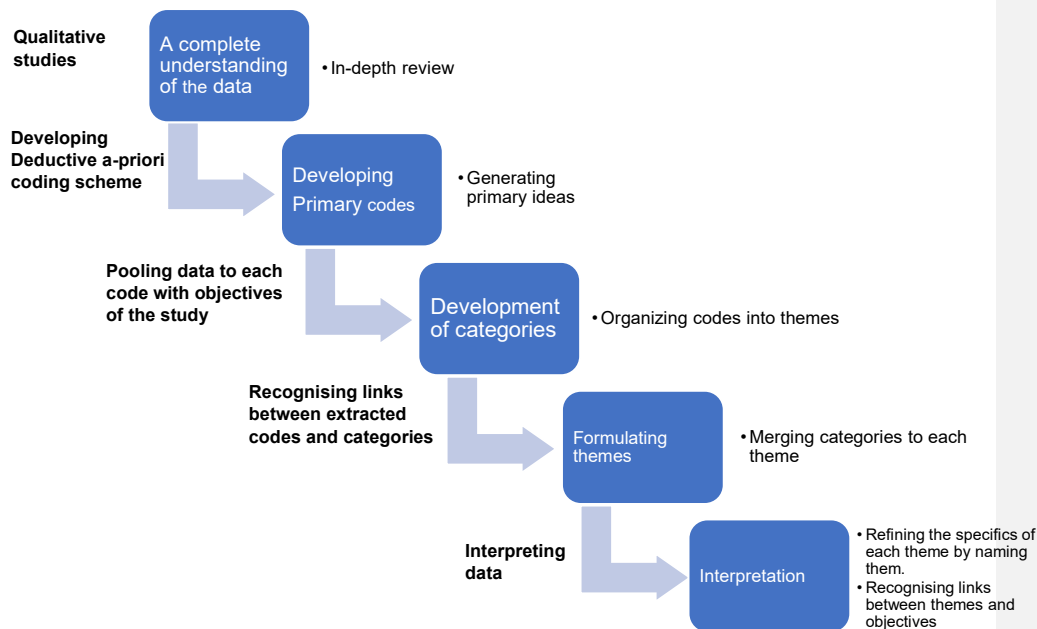 Qualitative
studies
A complete
understanding
of the data
• In-depth review
Developing
Deductive a-priori
coding scheme
Developing
Primary codes
• Generating
primary ideas
Pooling data to each
code with objectives
of the study
Development
of categories
• Organizing codes into themes
Recognising links
between extracted
codes and categories
Formulating
themes
• Merging categories to each
theme
Interpreting
data
Interpretation
• Refining the specifics of
each theme by naming
them.
• Recognising links
between themes and
objectives